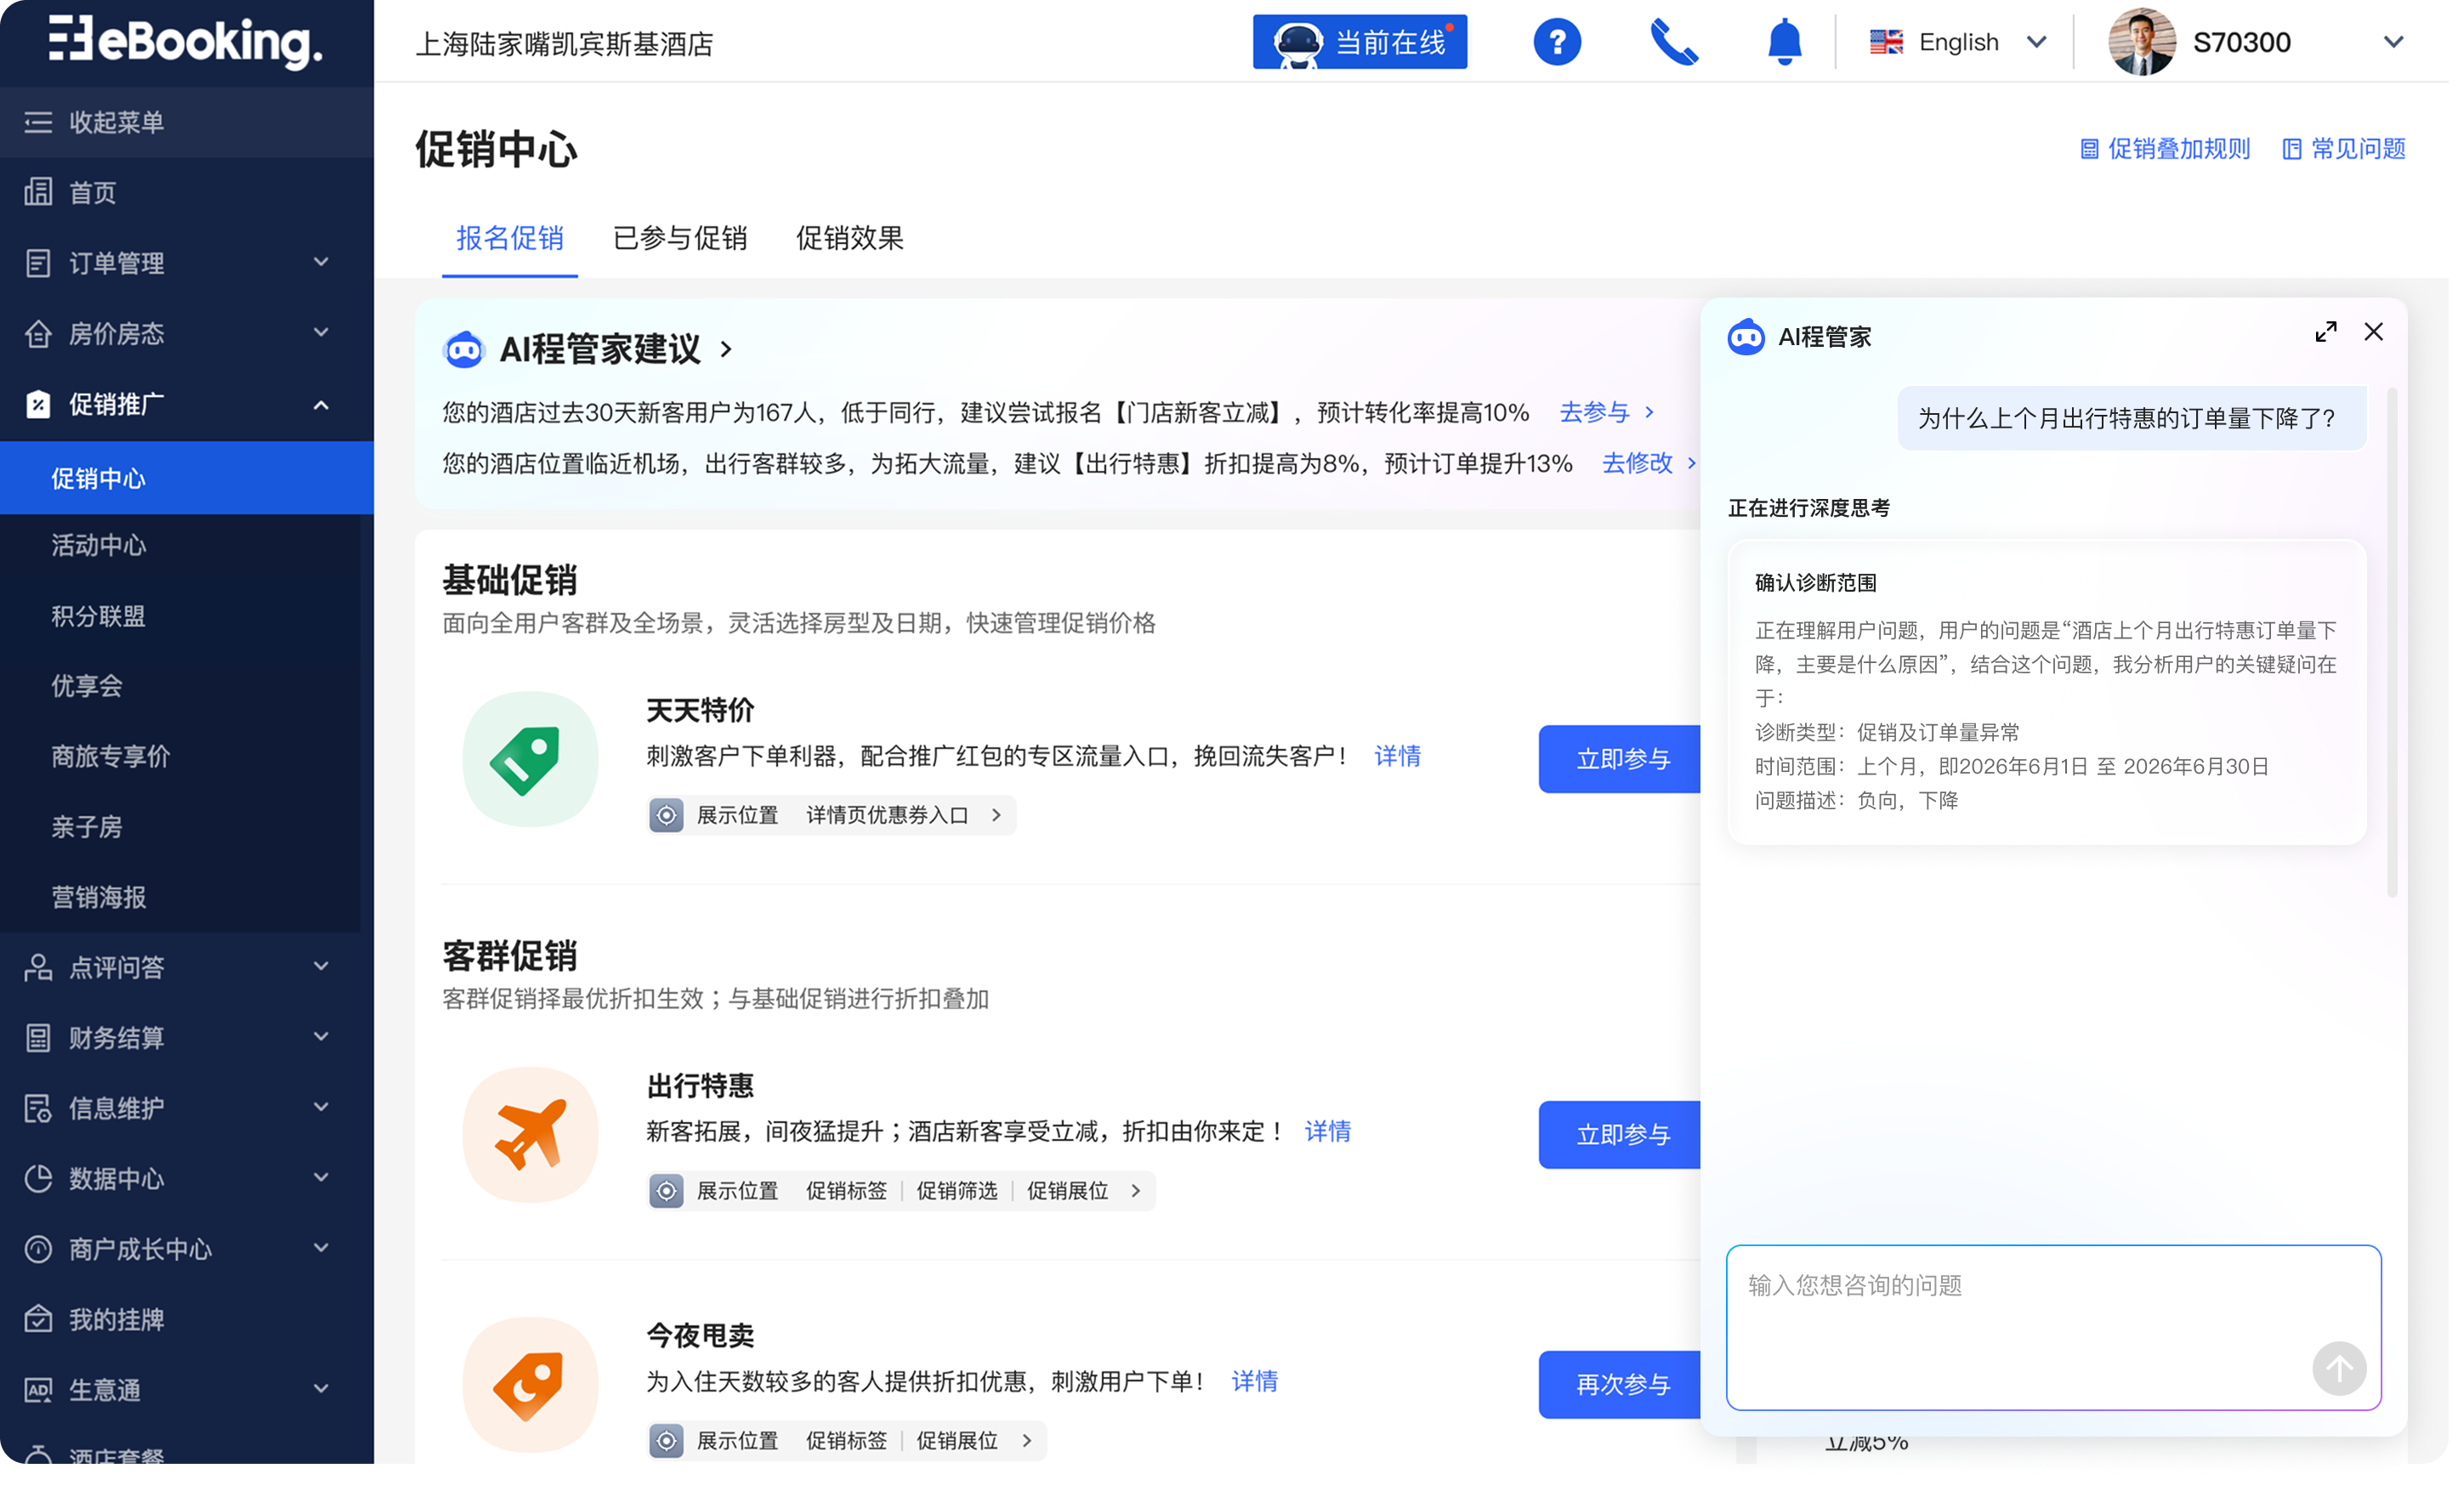 eBooking.
上海陆家嘴凯宾斯基酒店
当前在线
?
English
S70300
收起菜单
首页
订单管理
房价房态
促销推广
促销中心
活动中心
积分联盟
优享会
商旅专享价
亲子房
营销海报
点评问答
财务结算
信息维护
数据中心
商户成长中心
我的挂牌
AD
生意通
酒店套餐
促销中心
促销叠加规则
常见问题
报名促销
已参与促销
促销效果
AI程管家建议
您的酒店过去30天新客用户为167人，低于同行，建议尝试报名【门店新客立减】，预计转化率提高10% 去参与
您的酒店位置临近机场，出行客群较多，为拓大流量，建议【出行特惠】折扣提高为8%，预计订单提升13% 去修改
基础促销
面向全用户客群及全场景，灵活选择房型及日期，快速管理促销价格
天天特价
刺激客户下单利器，配合推广红包的专区流量入口，挽回流失客户！ 详情
展示位置 详情页优惠券入口
立即参与
客群促销
客群促销择最优折扣生效；与基础促销进行折扣叠加
出行特惠
新客拓展，间夜猛提升；酒店新客享受立减，折扣由你来定！ 详情
展示位置 促销标签 促销筛选 促销展位
立即参与
今夜甩卖
为入住天数较多的客人提供折扣优惠，刺激用户下单！ 详情
展示位置 促销标签 促销展位
再次参与
AI程管家
为什么上个月出行特惠的订单量下降了？
正在进行深度思考
确认诊断范围
正在理解用户问题，用户的问题是“酒店上个月出行特惠订单量下
降，主要是什么原因”，结合这个问题，我分析用户的关键疑问在
于：
诊断类型：促销及订单量异常
时间范围：上个月，即2026年6月1日 至 2026年6月30日
问题描述：负向，下降
输入您想咨询的问题
立减5%